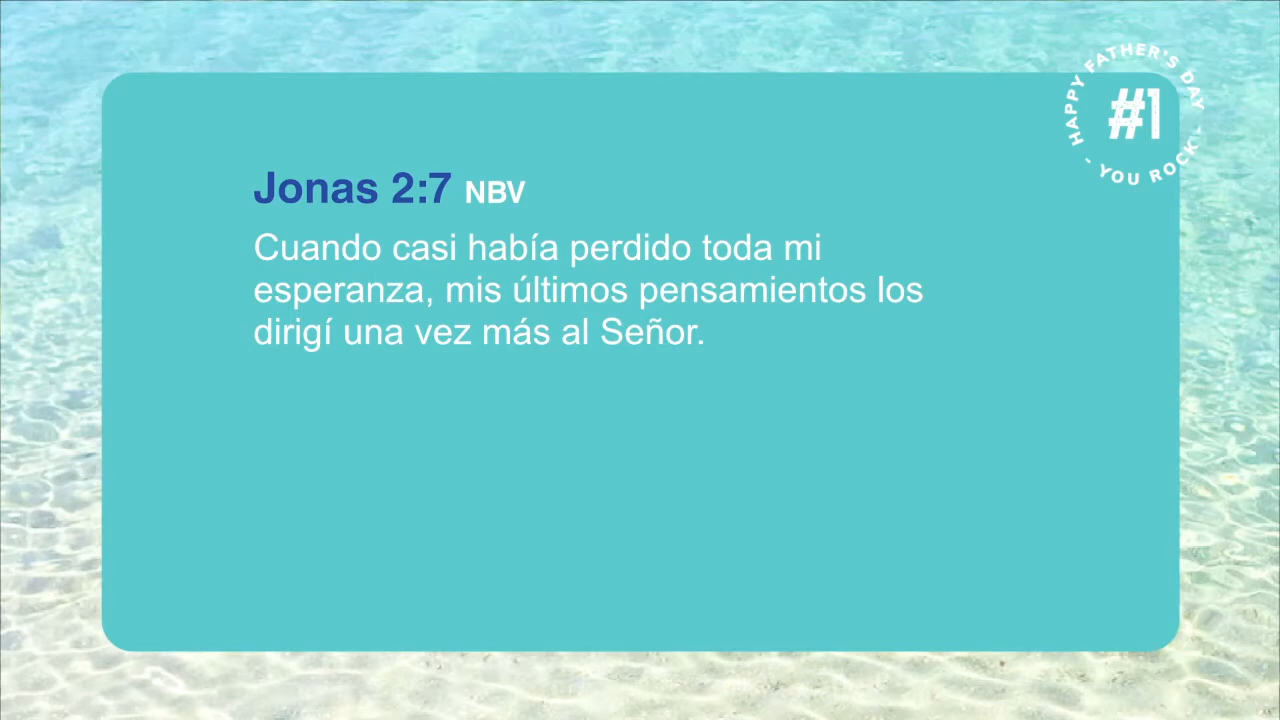 HAPPY FATHER'S DAY
#1
- YOU ROCK -
Jonas 2:7 NBV
Cuando casi había perdido toda mi
esperanza, mis últimos pensamientos los
dirigí una vez más al Señor.